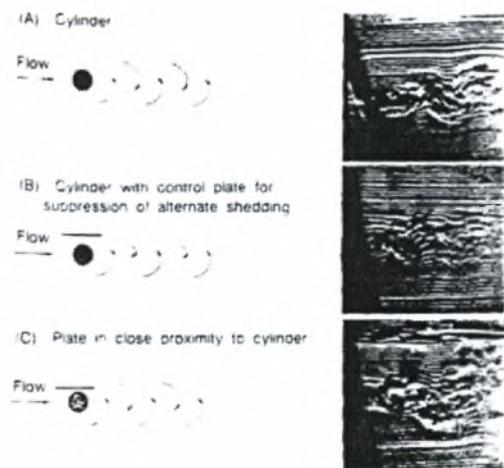 (A) Cylinder
Flow
(B) Cylinder with control plate for
suppression of alternate shedding
Flow
(C) Plate in close proximity to cylinder
Flow